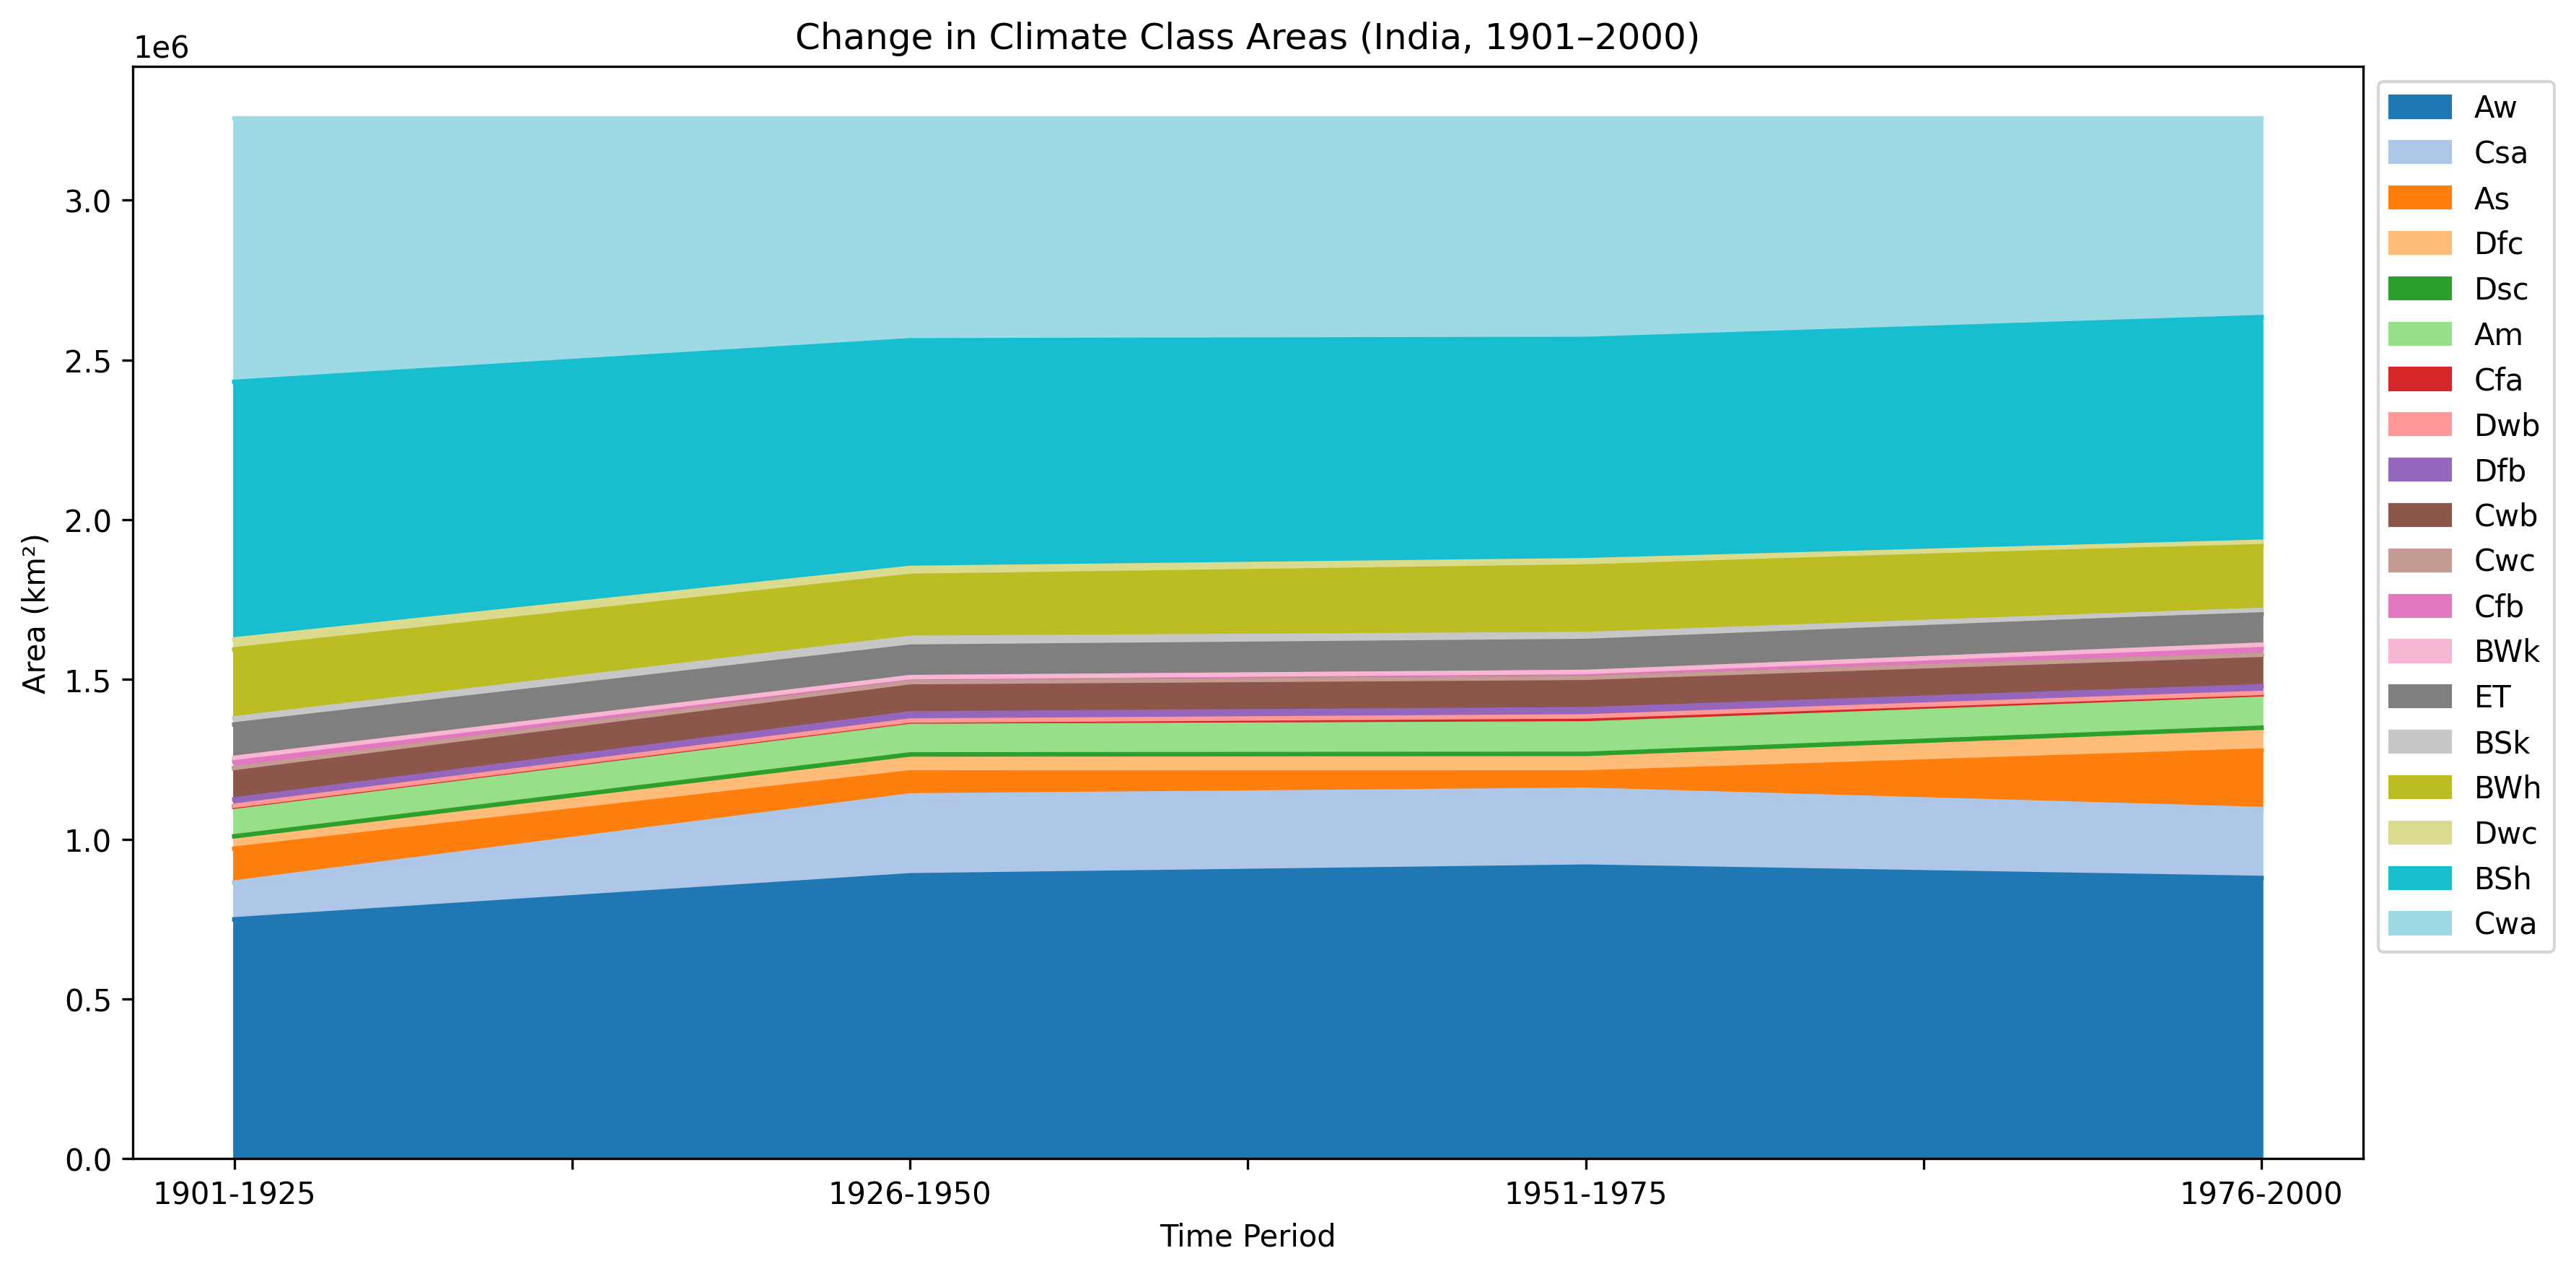 Change in Climate Class Areas (India, 1901–2000)
1e6
3.0
2.5
2.0
1.5
1.0
0.5
0.0
Area (km²)
1901-1925
1926-1950
1951-1975
1976-2000
Time Period
Aw
Csa
As
Dfc
Dsc
Am
Cfa
Dwb
Dfb
Cwb
Cwc
Cfb
BWk
ET
BSk
BWh
Dwc
BSh
Cwa